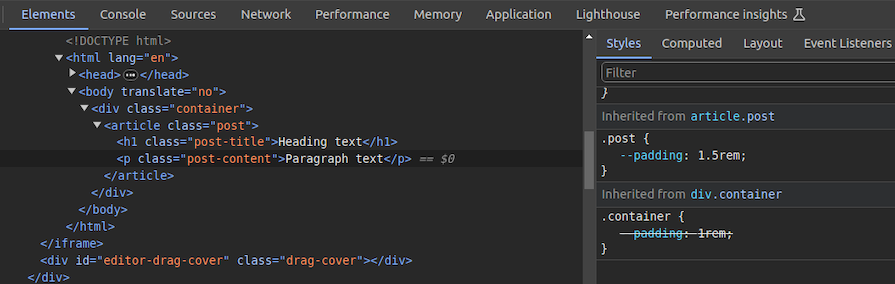 Elements Console Sources Network Performance Memory Application Lighthouse Performance insights
<!DOCTYPE html>
<html lang="en">
<head> ••• </head>
<body translate="no">
<div class="container">
<article class="post">
<h1 class="post-title">Heading text</h1>
<p class="post-content">Paragraph text</p> == $0
</article>
</div>
</body>
</html>
</iframe>
<div id="editor-drag-cover" class="drag-cover"></div>
</div>
Styles Computed Layout Event Listeners
Filter
}
Inherited from article.post
.post {
--padding: 1.5rem;
}
Inherited from div.container
.container {
--padding: 1rem;
}